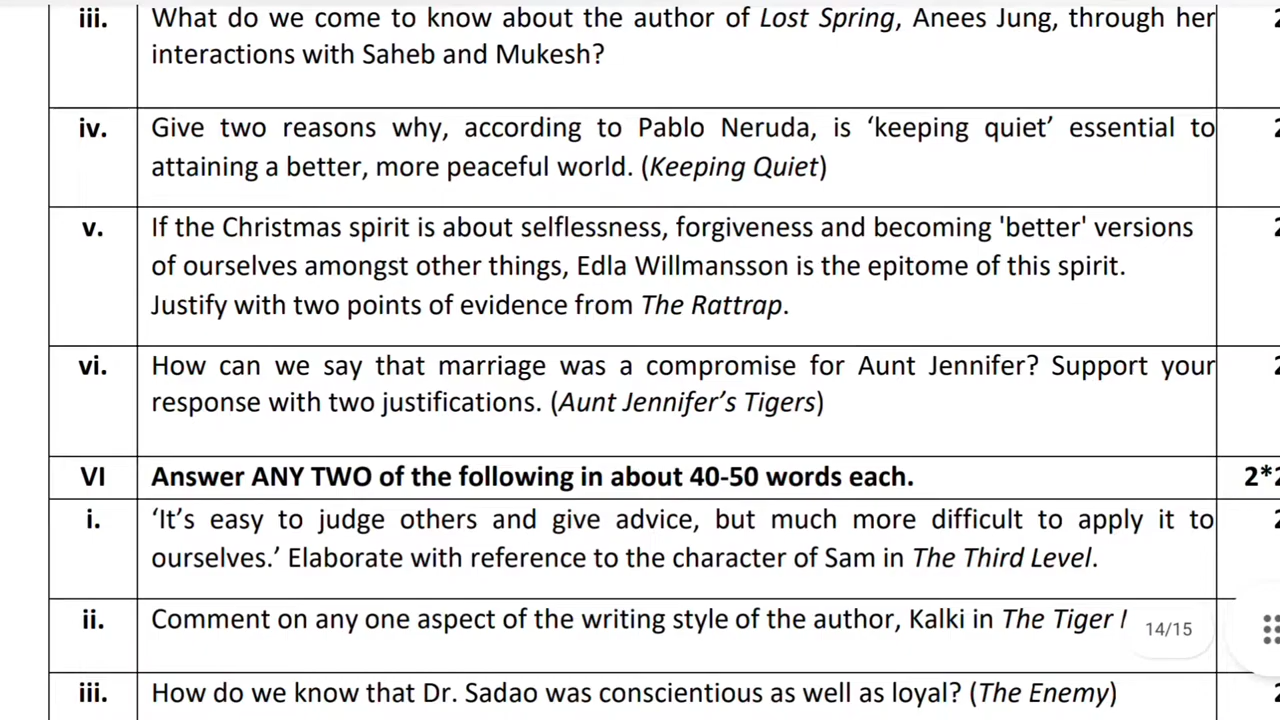 iii. What do we come to know about the author of Lost Spring, Anees Jung, through her
interactions with Saheb and Mukesh?
iv. Give two reasons why, according to Pablo Neruda, is ‘keeping quiet’ essential to
attaining a better, more peaceful world. (Keeping Quiet)
v. If the Christmas spirit is about selflessness, forgiveness and becoming 'better' versions
of ourselves amongst other things, Edla Willmansson is the epitome of this spirit.
Justify with two points of evidence from The Rattrap.
vi. How can we say that marriage was a compromise for Aunt Jennifer? Support your
response with two justifications. (Aunt Jennifer’s Tigers)
VI Answer ANY TWO of the following in about 40-50 words each. 2*2
i. ‘It’s easy to judge others and give advice, but much more difficult to apply it to
ourselves.’ Elaborate with reference to the character of Sam in The Third Level.
ii. Comment on any one aspect of the writing style of the author, Kalki in The Tiger
14/15
iii. How do we know that Dr. Sadao was conscientious as well as loyal? (The Enemy)